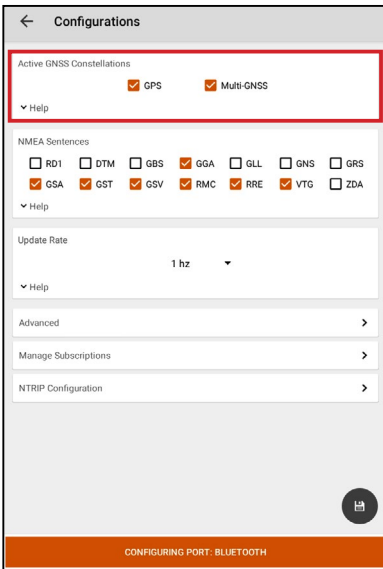 Configurations
Active GNSS Constellations
GPS Multi-GNSS
Help
NMEA Sentences
RD1 DTM GBS GGA GLL GNS GRS
GSA GST GSV RMC RRE VTG ZDA
Help
Update Rate
1 hz
Help
Advanced
Manage Subscriptions
NTRIP Configuration
CONFIGURING PORT: BLUETOOTH